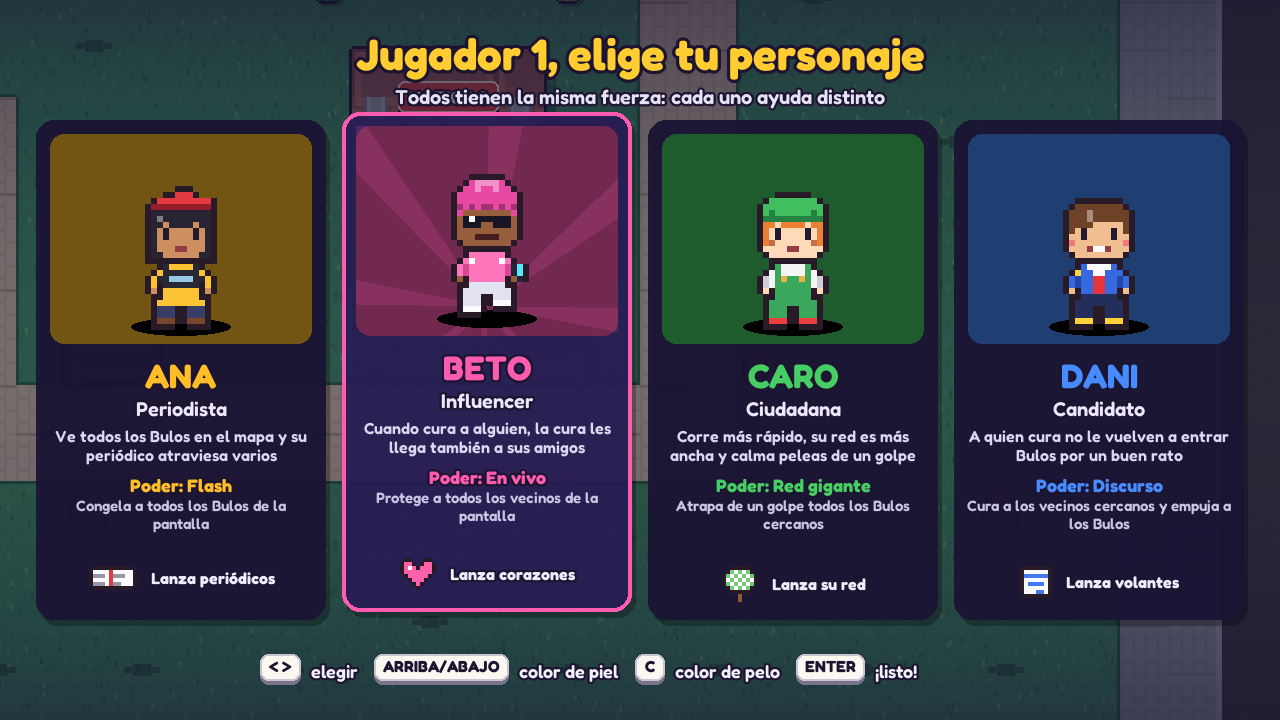 Jugador 1, elige tu personaje
Todos tienen la misma fuerza: cada uno ayuda distinto
ANA
Periodista
Ve todos los Bulos en el mapa y su
periódico atraviesa varios
Poder: Flash
Congela a todos los Bulos de la
pantalla
Lanza periódicos
BETO
Influencer
Cuando cura a alguien, la cura les
llega también a sus amigos
Poder: En vivo
Protege a todos los vecinos de la
pantalla
Lanza corazones
CARO
Ciudadana
Corre más rápido, su red es más
ancha y calma peleas de un golpe
Poder: Red gigante
Atrapa de un golpe todos los Bulos
cercanos
Lanza su red
DANI
Candidato
A quien cura no le vuelven a entrar
Bulos por un buen rato
Poder: Discurso
Cura a los vecinos cercanos y empuja a
los Bulos
Lanza volantes
<> elegir ARRIBA/ABAJO color de piel C color de pelo ENTER ¡listo!